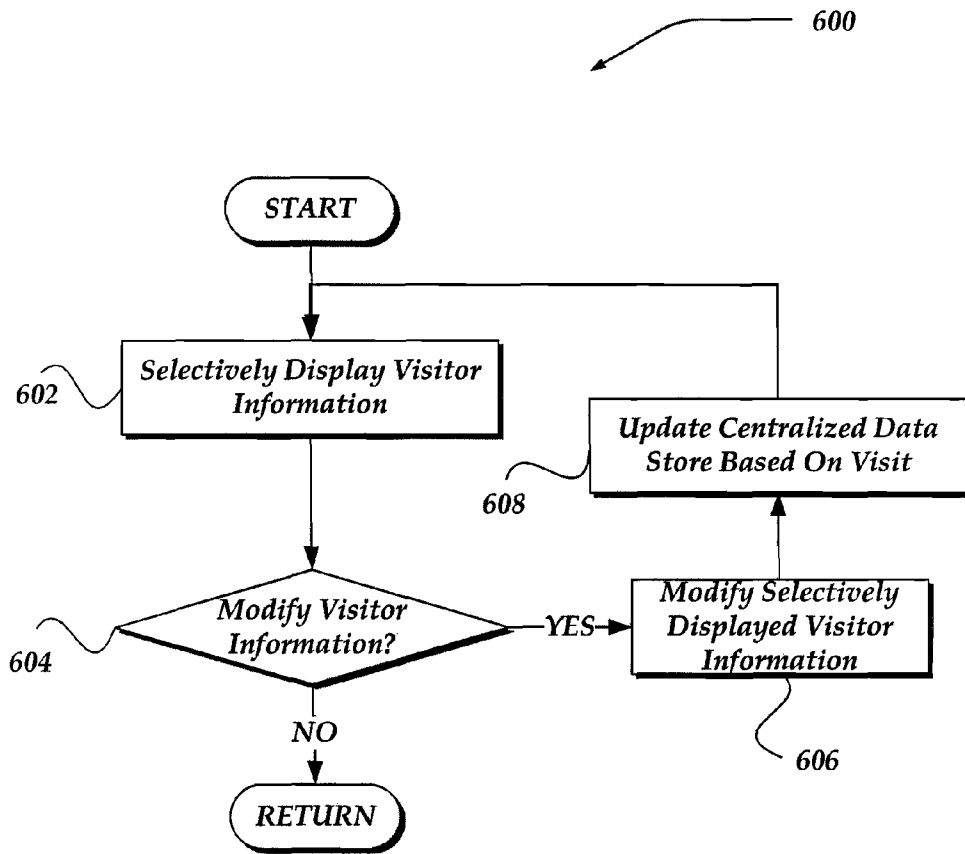 600
START
Selectively Display Visitor
Information
602
Update Centralized Data
Store Based On Visit
608
Modify Visitor
Information?
604
YES
Modify Selectively
Displayed Visitor
Information
606
NO
RETURN